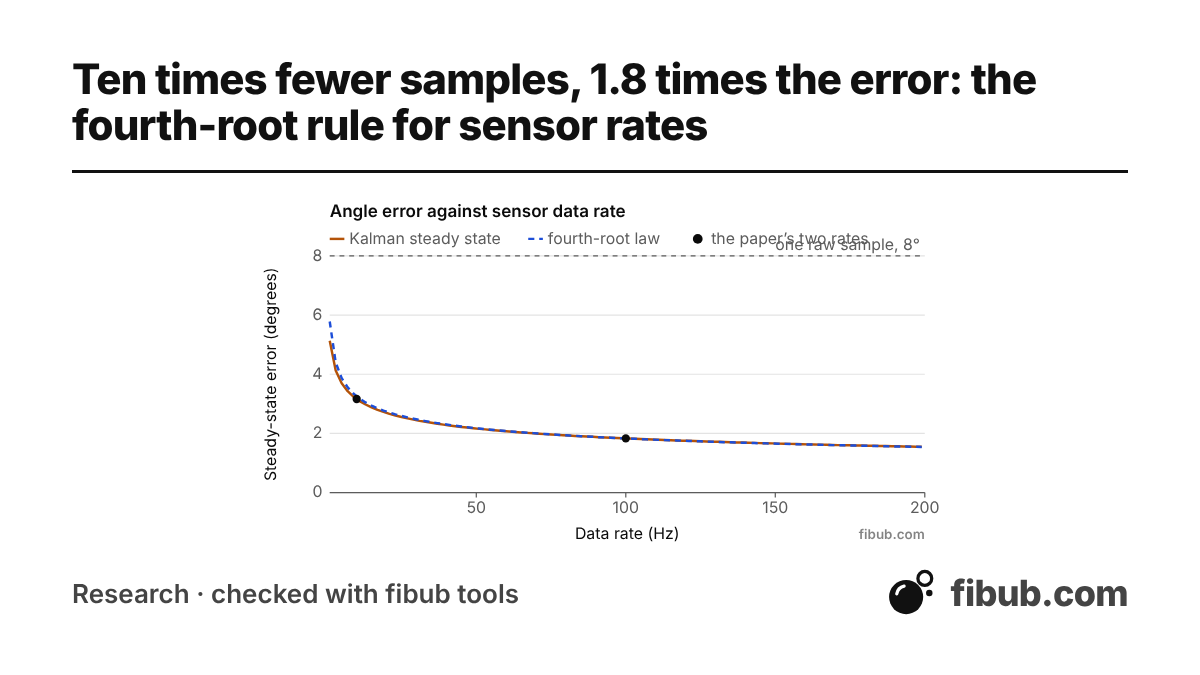 Ten times fewer samples, 1.8 times the error: the
fourth-root rule for sensor rates
Angle error against sensor data rate
Kalman steady state fourth-root law the paper's two rates
one raw sample, 8°
8
6
4
2
0
Steady-state error (degrees)
50 100 150 200
Data rate (Hz)
fibub.com
Research · checked with fibub tools
fibub.com